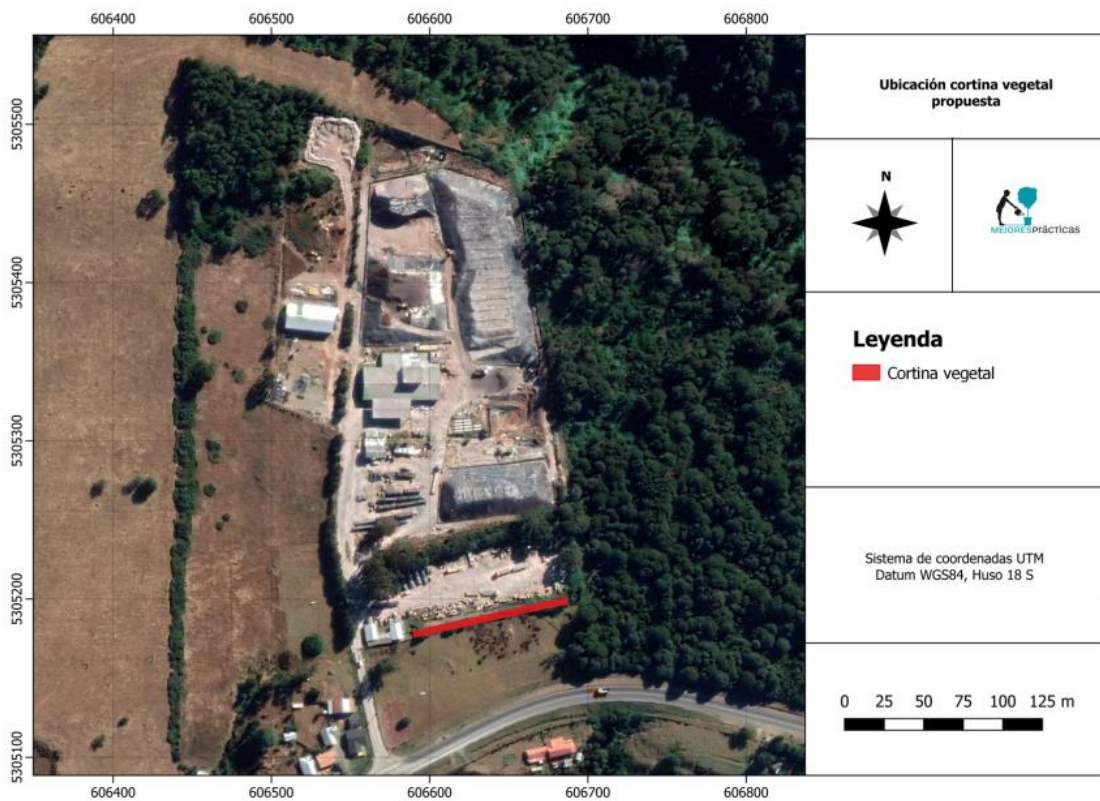 606400 606500 606600 606700 606800
5305500
5305400
5305300
5305200
5305100
606400 606500 606600 606700 606800
Ubicación cortina vegetal
propuesta
N
MEJORESPRÁCTICAS
Leyenda
Cortina vegetal
Sistema de coordenadas UTM
Datum WGS84, Huso 18 S
0 25 50 75 100 125 m